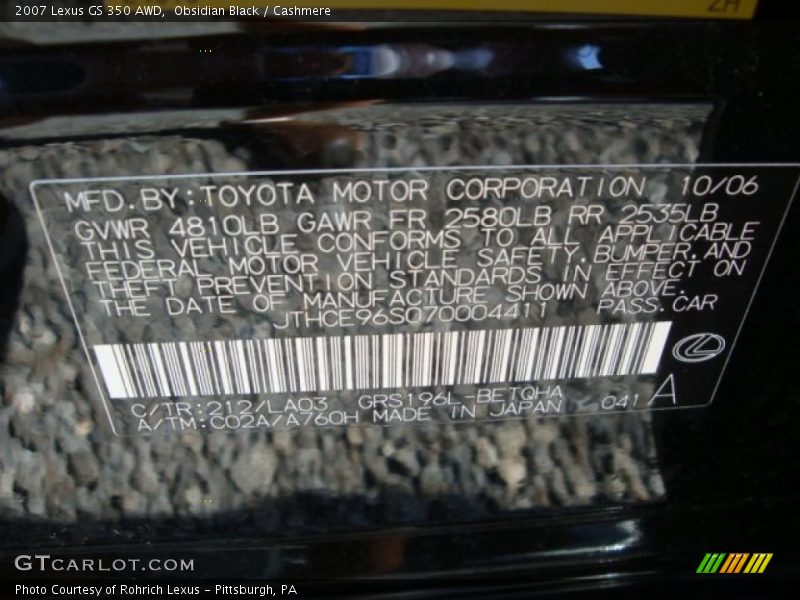 2007 Lexus GS 350 AWD,  Obsidian Black / Cashmere
ZH
MFD.BY:TOYOTA MOTOR CORPORATION 10/06
GVWR 4810LB GAWR FR 2580LB RR 2535LB
THIS VEHICLE CONFORMS TO ALL APPLICABLE
FEDERAL MOTOR VEHICLE SAFETY,BUMPER,AND
THEFT PREVENTION STANDARDS IN EFFECT ON
THE DATE OF MANUFACTURE SHOWN ABOVE.
JTHCE96S070004411 PASS.CAR
C/TR:212/LA03 GRS196L-BETQHA
A/TM:C02A/A760H MADE IN JAPAN 041 A
GTCARLOT.COM
Photo Courtesy of Rohrich Lexus - Pittsburgh, PA